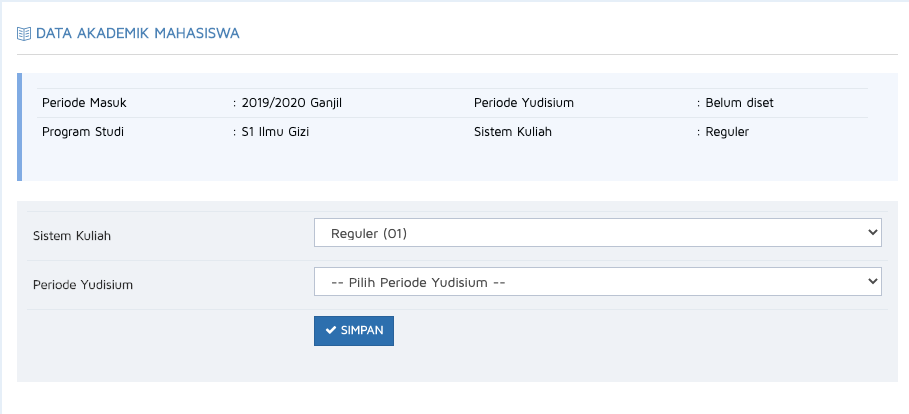 DATA AKADEMIK MAHASISWA
Periode Masuk : 2019/2020 Ganjil Periode Yudisium : Belum diset
Program Studi : S1 Ilmu Gizi Sistem Kuliah : Reguler
Sistem Kuliah Reguler (01)
Periode Yudisium -- Pilih Periode Yudisium --
SIMPAN